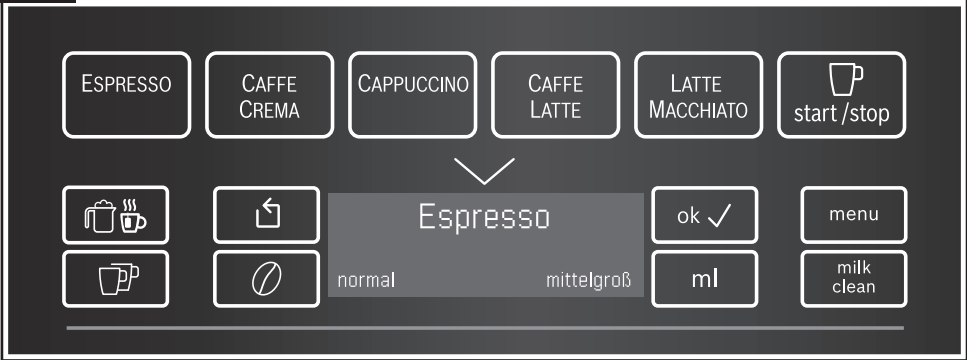 ESPRESSO
CAFFE
CREMA
CAPPUCCINO
CAFFE
LATTE
LATTE
MACCHIATO
start/stop
Espresso
normal mittelgroß
ok
ml
menu
milk
clean